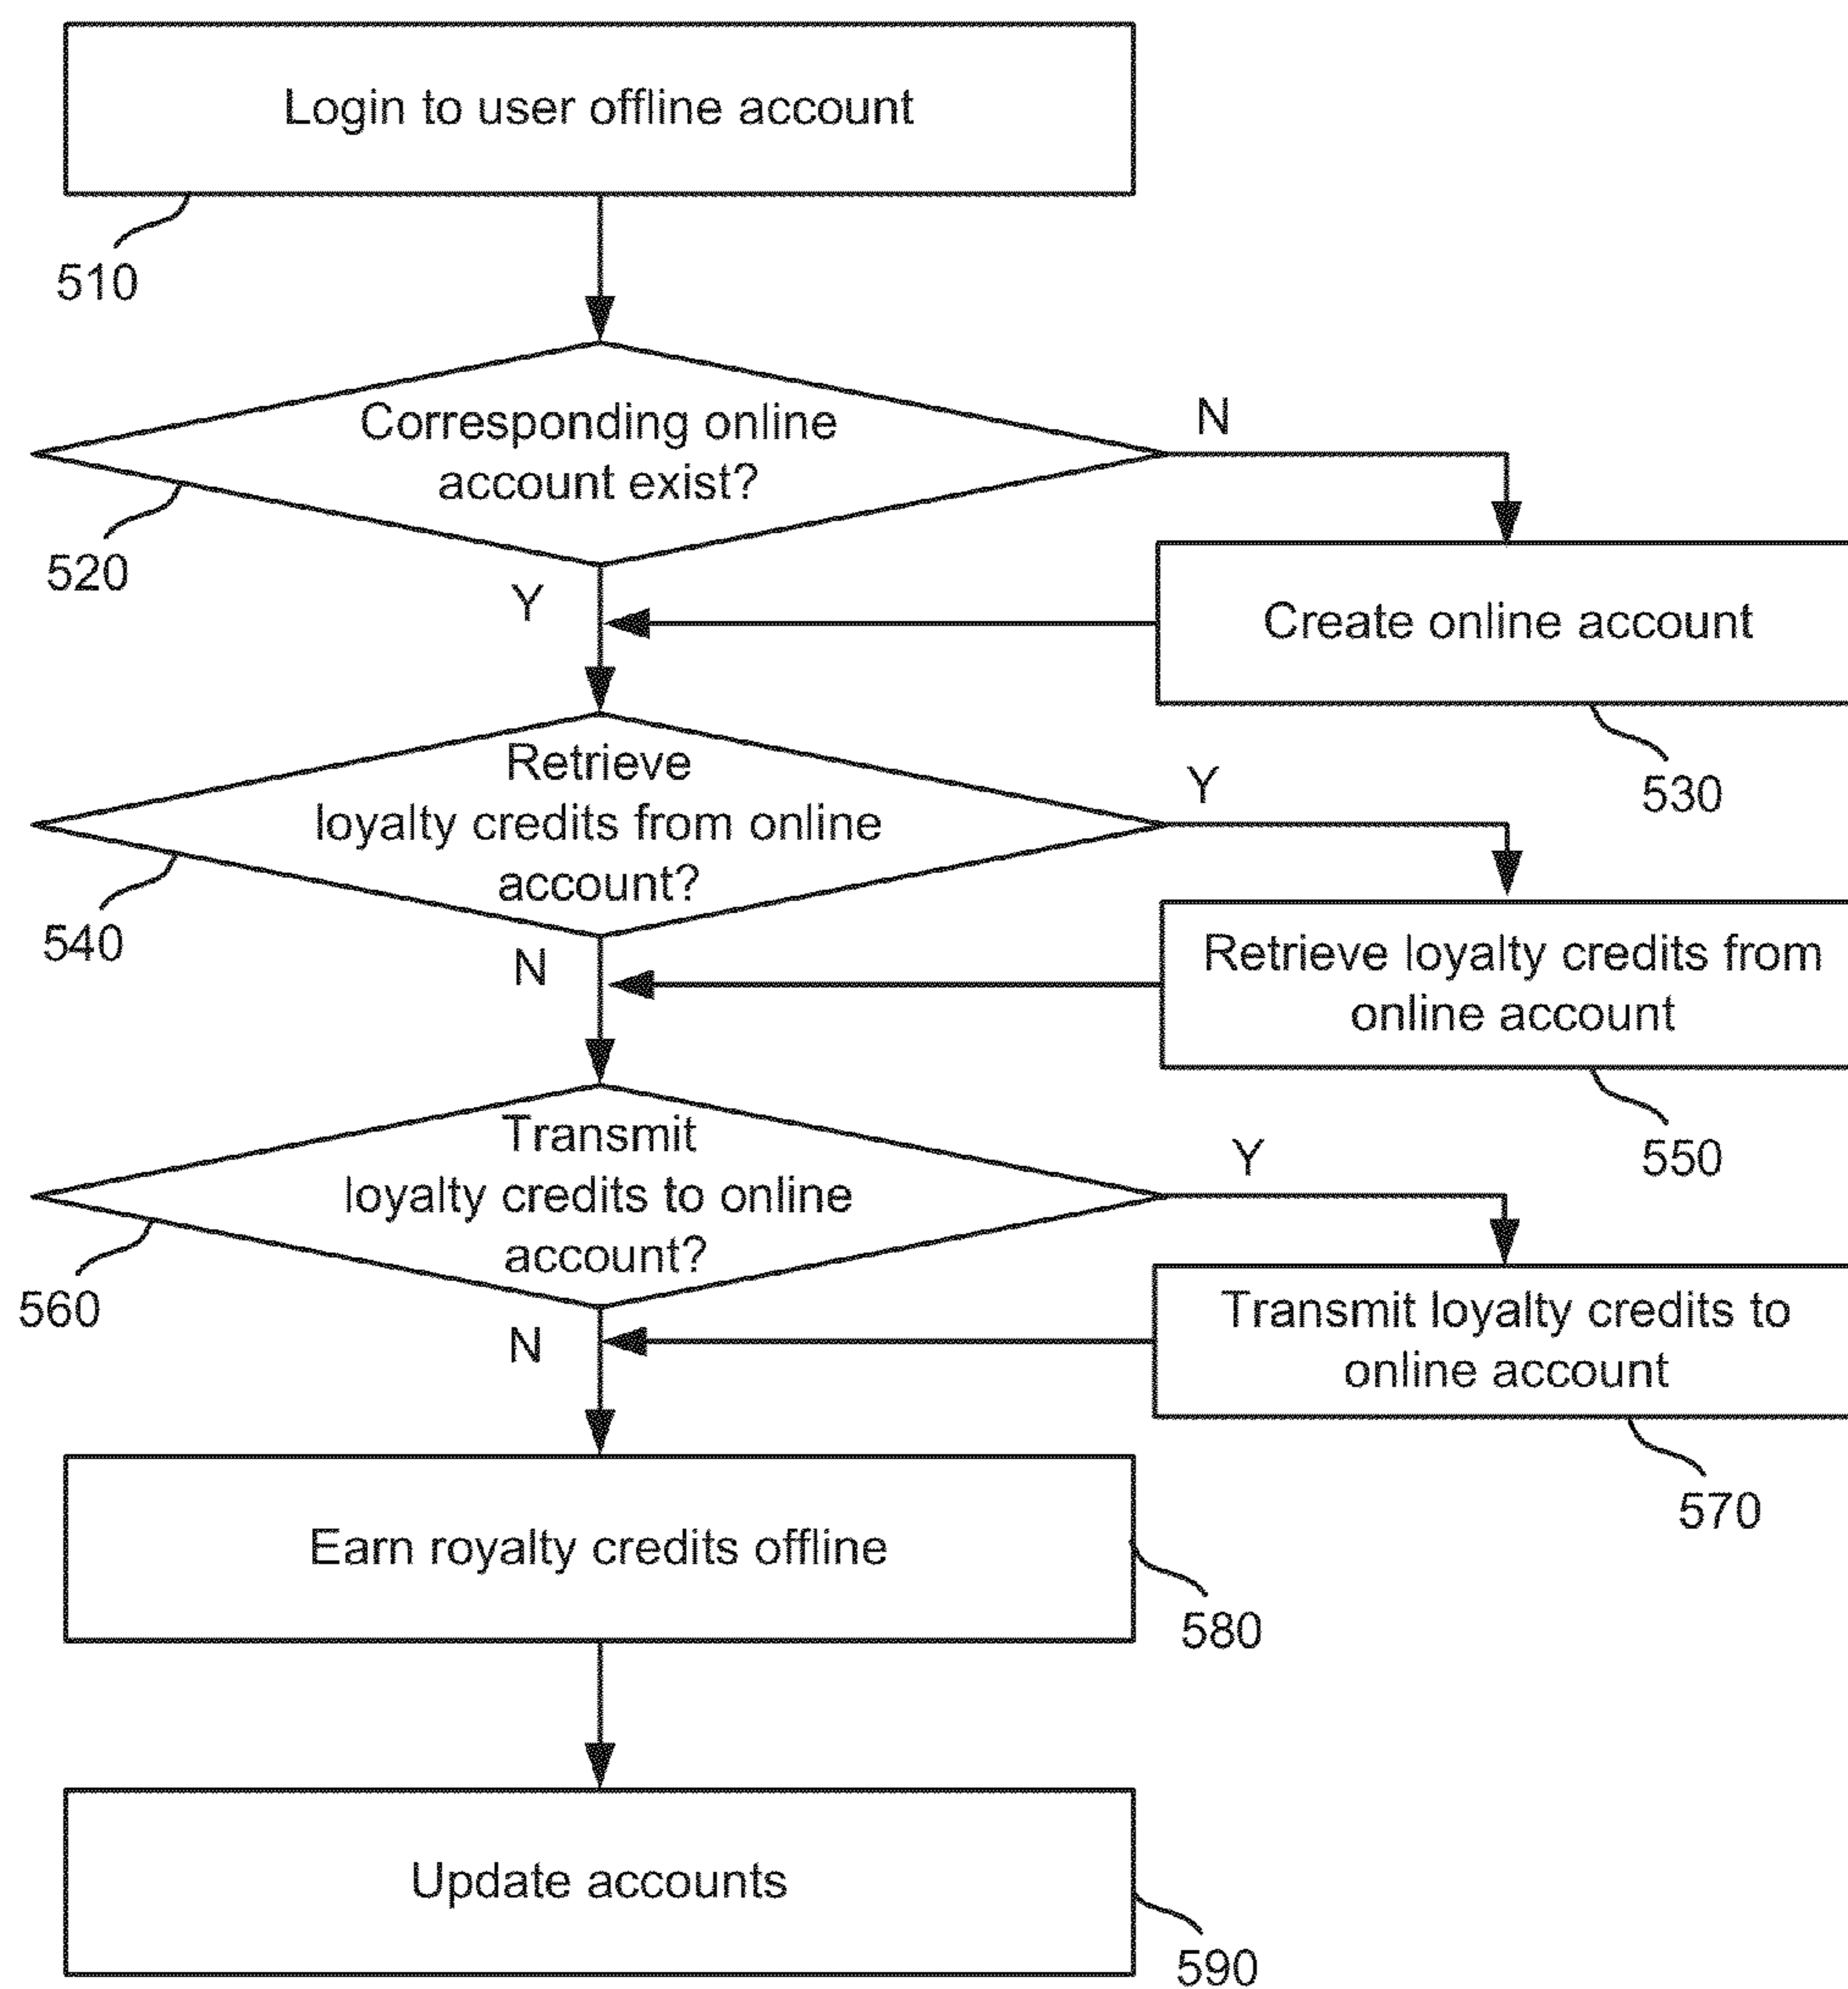 Login to user offline account
510
Corresponding online
account exist?
N
520
Y
Create online account
530
Retrieve
loyalty credits from online
account?
Y
540
N
Retrieve loyalty credits from
online account
550
Transmit
loyalty credits to online
account?
Y
560
N
Transmit loyalty credits to
online account
570
Earn royalty credits offline
580
Update accounts
590